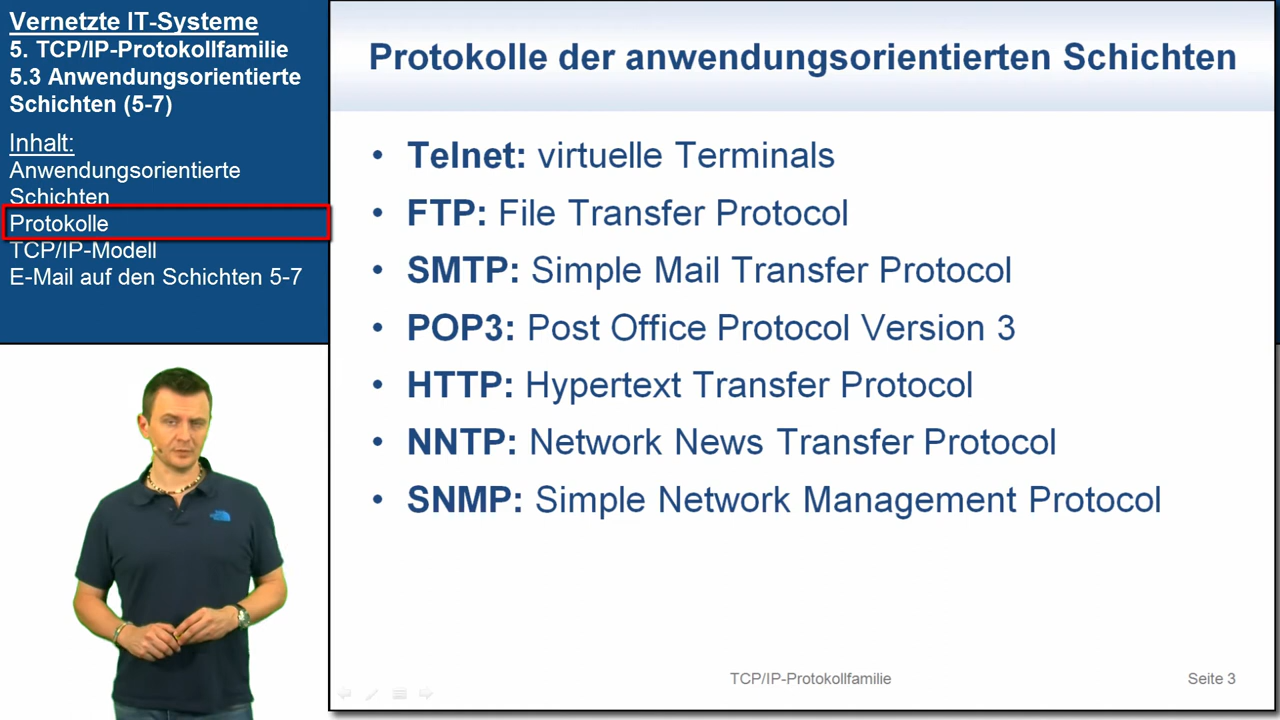 Vernetzte IT-Systeme
5. TCP/IP-Protokollfamilie
5.3 Anwendungsorientierte
Schichten (5-7)
Inhalt:
Anwendungsorientierte
Schichten
Protokolle
TCP/IP-Modell
E-Mail auf den Schichten 5-7
Protokolle der anwendungsorientierten Schichten
• Telnet: virtuelle Terminals
• FTP: File Transfer Protocol
• SMTP: Simple Mail Transfer Protocol
• POP3: Post Office Protocol Version 3
• HTTP: Hypertext Transfer Protocol
• NNTP: Network News Transfer Protocol
• SNMP: Simple Network Management Protocol
TCP/IP-Protokollfamilie
Seite 3